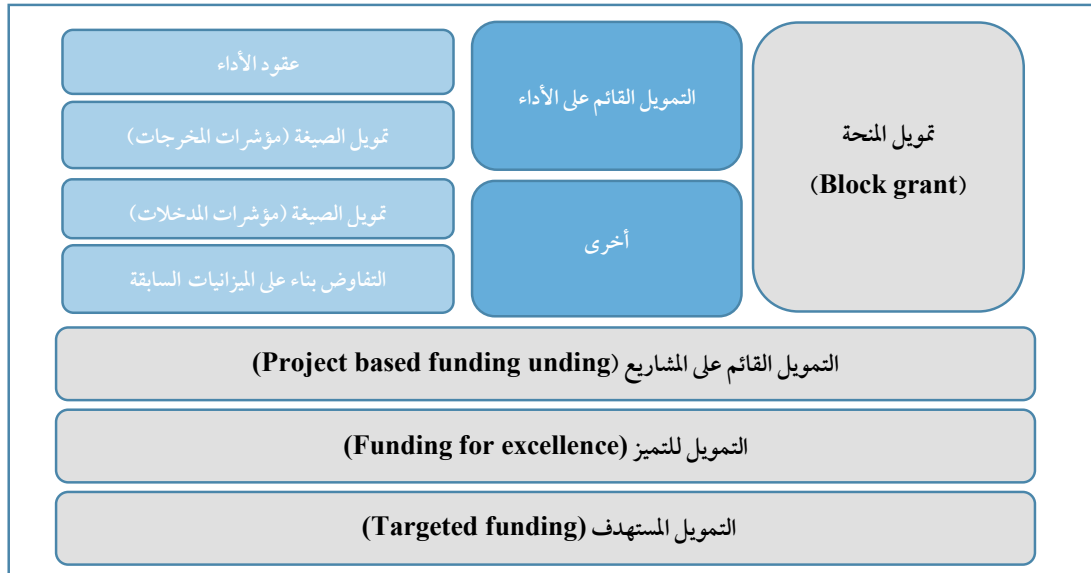 تمويل المنحة
(Block grant)
التمويل القائم على الأداء
عقود الأداء
تمويل الصيغة (مؤشرات المخرجات)
أخرى
تمويل الصيغة (مؤشرات المدخلات)
التفاوض بناء على الميزانيات السابقة
التمويل القائم على المشاريع (Project based funding unding)
التمويل للتميز (Funding for excellence)
التمويل المستهدف (Targeted funding)